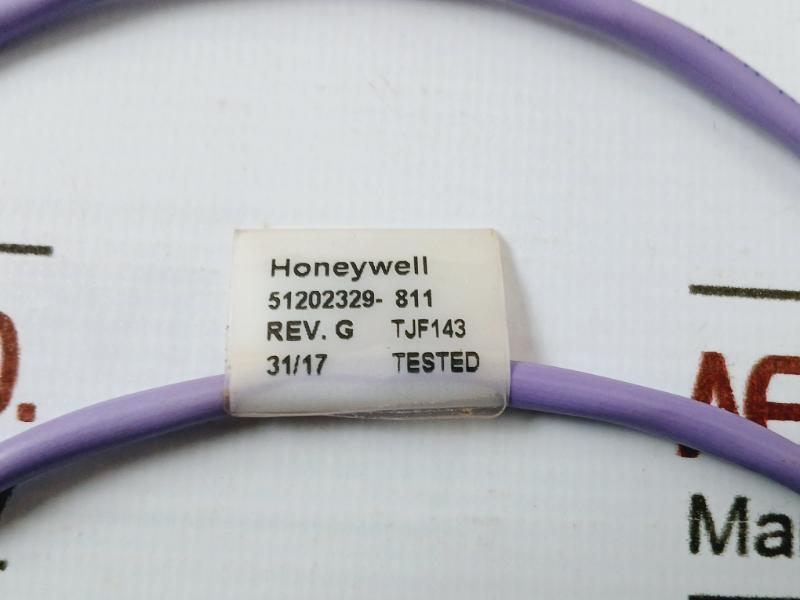 Honeywell
51202329- 811
REV. G TJF143
31/17 TESTED